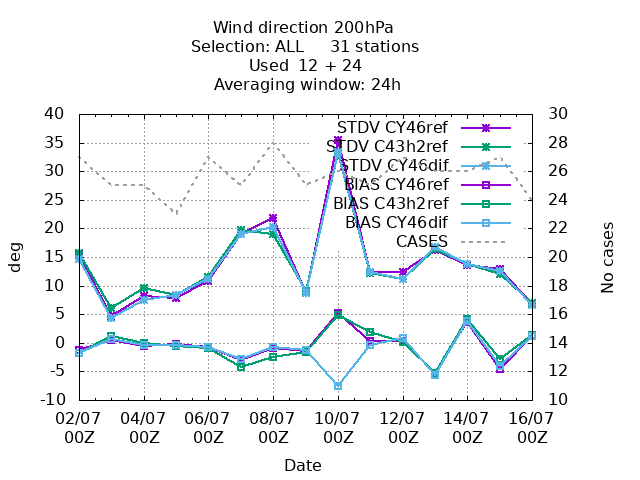 Wind direction 200hPa
Selection: ALL     31 stations
Used  12 + 24
Averaging window: 24h
40
35
30
25
20
15
10
5
0
-5
-10
30
28
26
24
22
20
18
16
14
12
10
deg
No cases
STDV CY46ref
STDV C43h2ref
STDV CY46dif
BIAS CY46ref
BIAS C43h2ref
BIAS CY46dif
CASES
02/07 04/07 06/07 08/07 10/07 12/07 14/07 16/07
00Z 00Z 00Z 00Z 00Z 00Z 00Z 00Z
Date